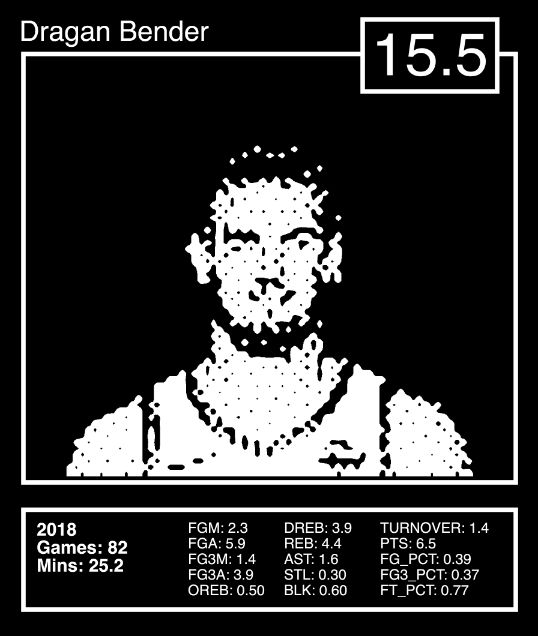 Dragan Bender
15.5
2018
Games: 82
Mins: 25.2
FGM: 2.3
FGA: 5.9
FG3M: 1.4
FG3A: 3.9
OREB: 0.50
DREB: 3.9
REB: 4.4
AST: 1.6
STL: 0.30
BLK: 0.60
TURNOVER: 1.4
PTS: 6.5
FG_PCT: 0.39
FG3_PCT: 0.37
FT_PCT: 0.77